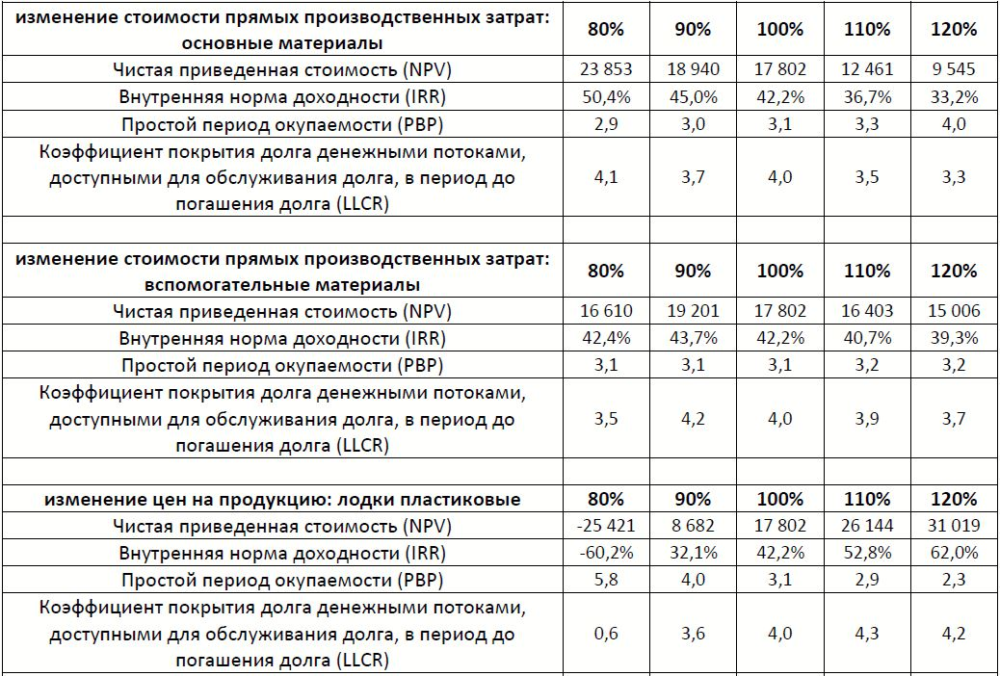 изменение стоимости прямых производственных затрат: 80% 90% 100% 110% 120%
основные материалы
Чистая приведенная стоимость (NPV) 23 853 18 940 17 802 12 461 9 545
Внутренняя норма доходности (IRR) 50,4% 45,0% 42,2% 36,7% 33,2%
Простой период окупаемости (PBP) 2,9 3,0 3,1 3,3 4,0
Коэффициент покрытия долга денежными потоками,
доступными для обслуживания долга, в период до 4,1 3,7 4,0 3,5 3,3
погашения долга (LLCR)
изменение стоимости прямых производственных затрат: 80% 90% 100% 110% 120%
вспомогательные материалы
Чистая приведенная стоимость (NPV) 16 610 19 201 17 802 16 403 15 006
Внутренняя норма доходности (IRR) 42,4% 43,7% 42,2% 40,7% 39,3%
Простой период окупаемости (PBP) 3,1 3,1 3,1 3,2 3,2
Коэффициент покрытия долга денежными потоками,
доступными для обслуживания долга, в период до 3,5 4,2 4,0 3,9 3,7
погашения долга (LLCR)
изменение цен на продукцию: лодки пластиковые 80% 90% 100% 110% 120%
Чистая приведенная стоимость (NPV) -25 421 8 682 17 802 26 144 31 019
Внутренняя норма доходности (IRR) -60,2% 32,1% 42,2% 52,8% 62,0%
Простой период окупаемости (PBP) 5,8 4,0 3,1 2,9 2,3
Коэффициент покрытия долга денежными потоками,
доступными для обслуживания долга, в период до 0,6 3,6 4,0 4,3 4,2
погашения долга (LLCR)